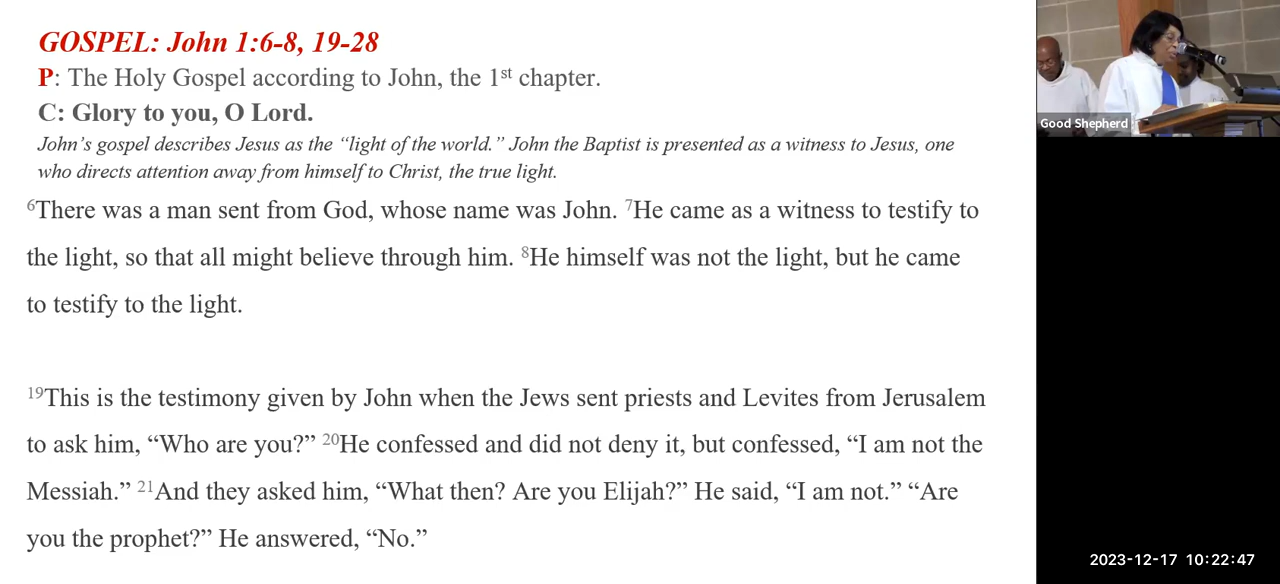 GOSPEL: John 1:6-8, 19-28
P: The Holy Gospel according to John, the 1st chapter.
C: Glory to you, O Lord.
John’s gospel describes Jesus as the “light of the world.” John the Baptist is presented as a witness to Jesus, one
who directs attention away from himself to Christ, the true light.
6There was a man sent from God, whose name was John. 7He came as a witness to testify to
the light, so that all might believe through him. 8He himself was not the light, but he came
to testify to the light.
19This is the testimony given by John when the Jews sent priests and Levites from Jerusalem
to ask him, “Who are you?” 20He confessed and did not deny it, but confessed, “I am not the
Messiah.” 21And they asked him, “What then? Are you Elijah?” He said, “I am not.” “Are
you the prophet?” He answered, “No.”
Good Shepherd
2023-12-17 10:22:47